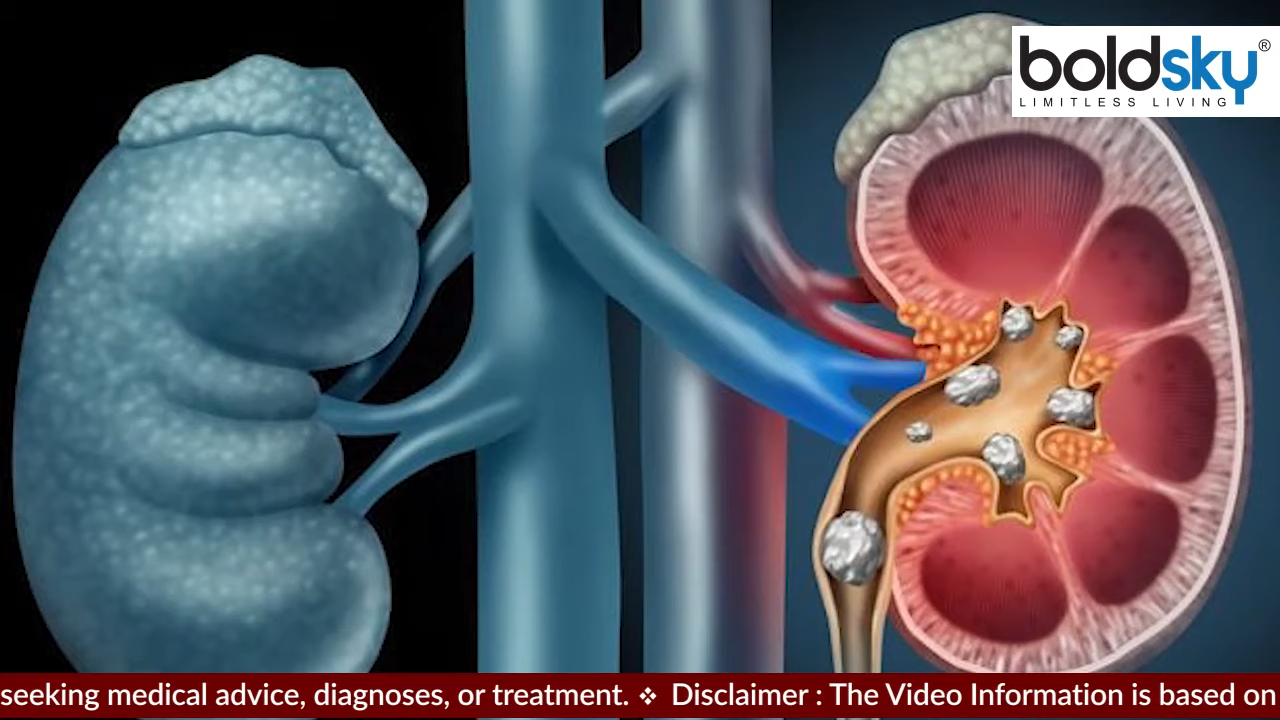 boldsky®
LIMITLESS LIVING
seeking medical advice, diagnoses, or treatment. ❖ Disclaimer : The Video Information is based on